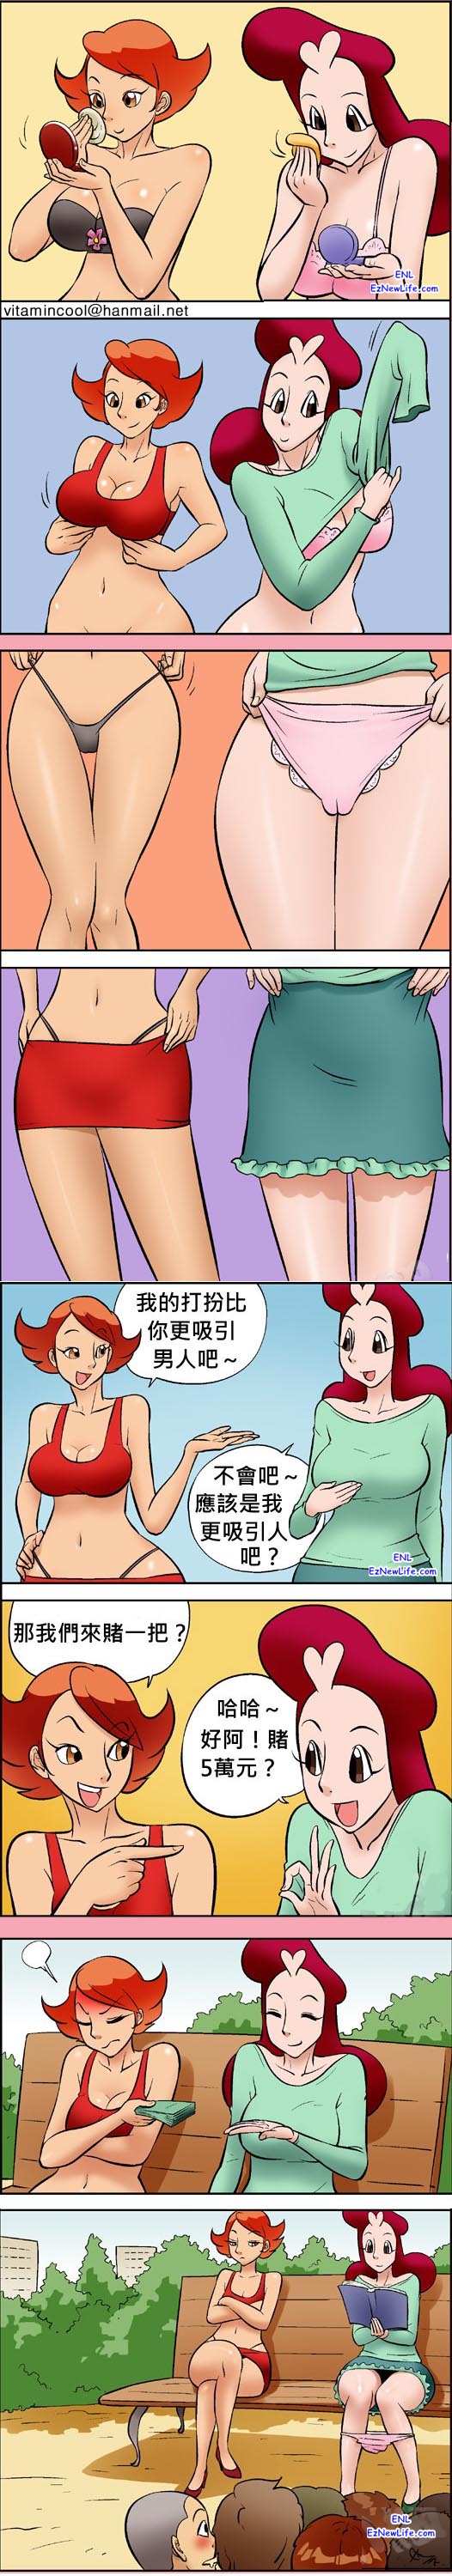 ENL
EzNewLife.com
vitamincool@hanmail.net
我的打扮比
你更吸引
男人吧～
不會吧～
應該是我
更吸引人
吧？
ENL
EzNewLife.com
那我們來賭一把？
哈哈～
好阿！賭
5萬元？
ENL
EzNewLife.com